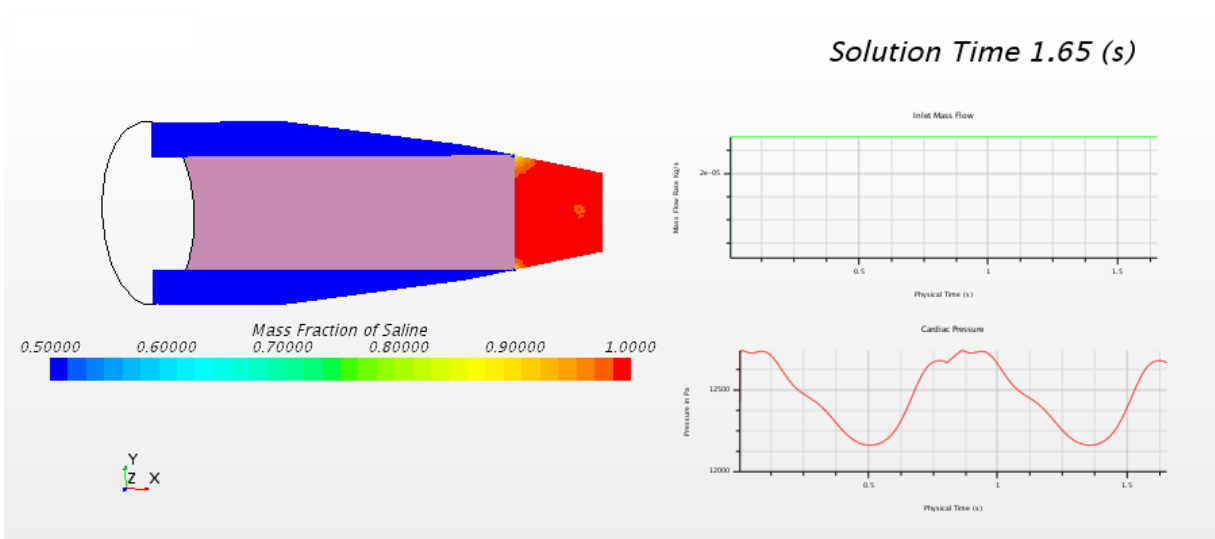 Solution Time 1.65 (s)
Inlet Mass Flow
Mass Flow Rate Kg/s
2e-05
0.5
1
1.5
Physical Time (s)
Mass Fraction of Saline
0.50000 0.60000 0.70000 0.80000 0.90000 1.0000
Cardiac Pressure
Pressure in Pa
12500
12000
0.5
1
1.5
Physical Time (s)
Y
Z X